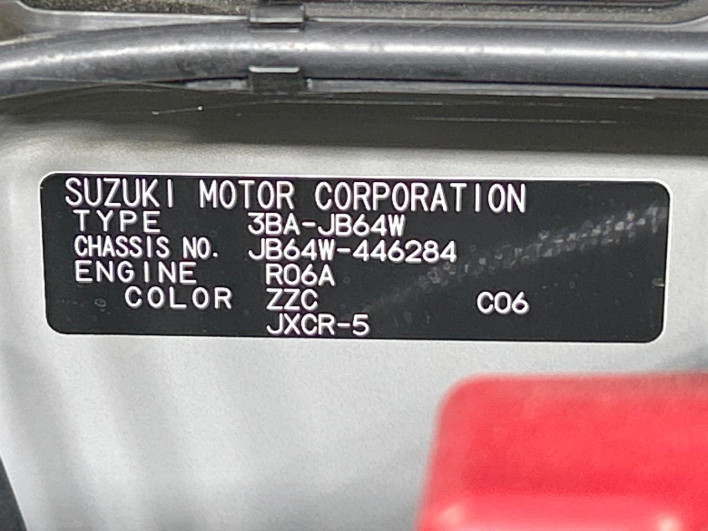 SUZUKI MOTOR CORPORATION
TYPE 3BA-JB64W
CHASSIS NO. JB64W-446284
ENGINE R06A
COLOR ZZC C06
JXCR-5